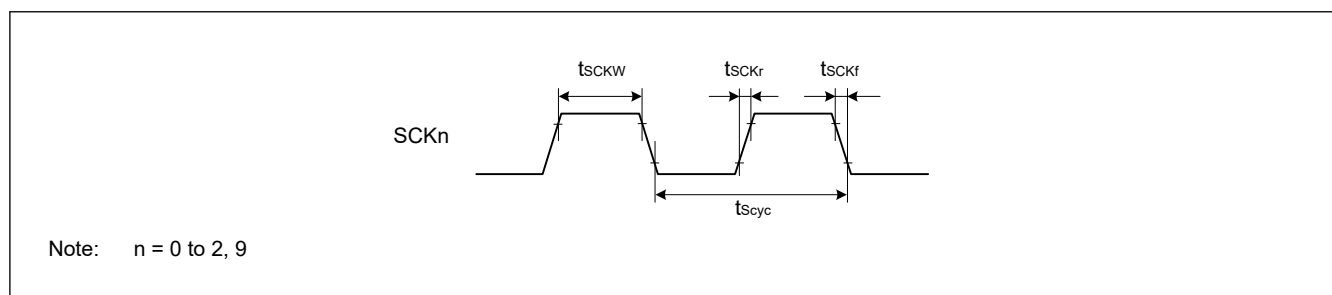 tSCKW
tSCKr
tSCKf
SCKn
tScyc
Note: n = 0 to 2, 9